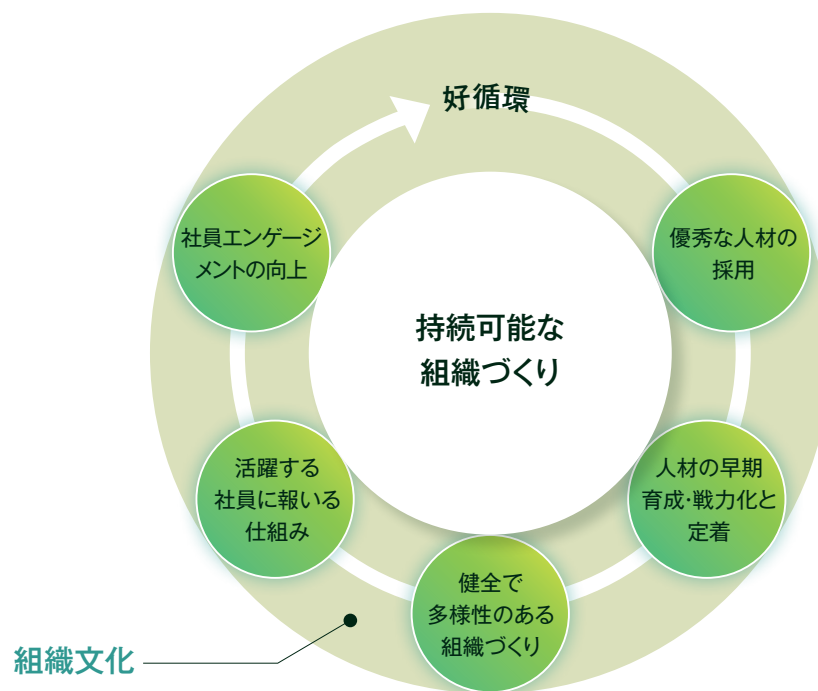 好循環
優秀な人材の
採用
人材の早期
育成・戦力化と
定着
健全で
多様性のある
組織づくり
活躍する
社員に報いる
仕組み
社員エンゲージ
メントの向上
持続可能な
組織づくり
組織文化